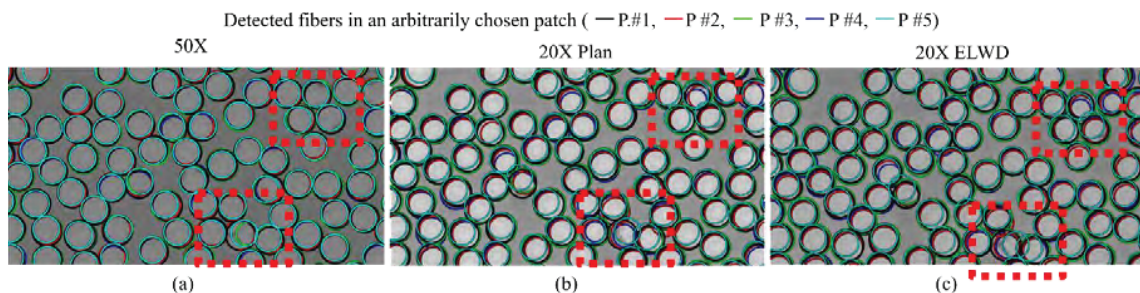 Detected fibers in an arbitrarily chosen patch ( — P.#1, — P #2, — P #3, — P #4, — P #5)
50X
20X Plan
20X ELWD
(a)
(b)
(c)